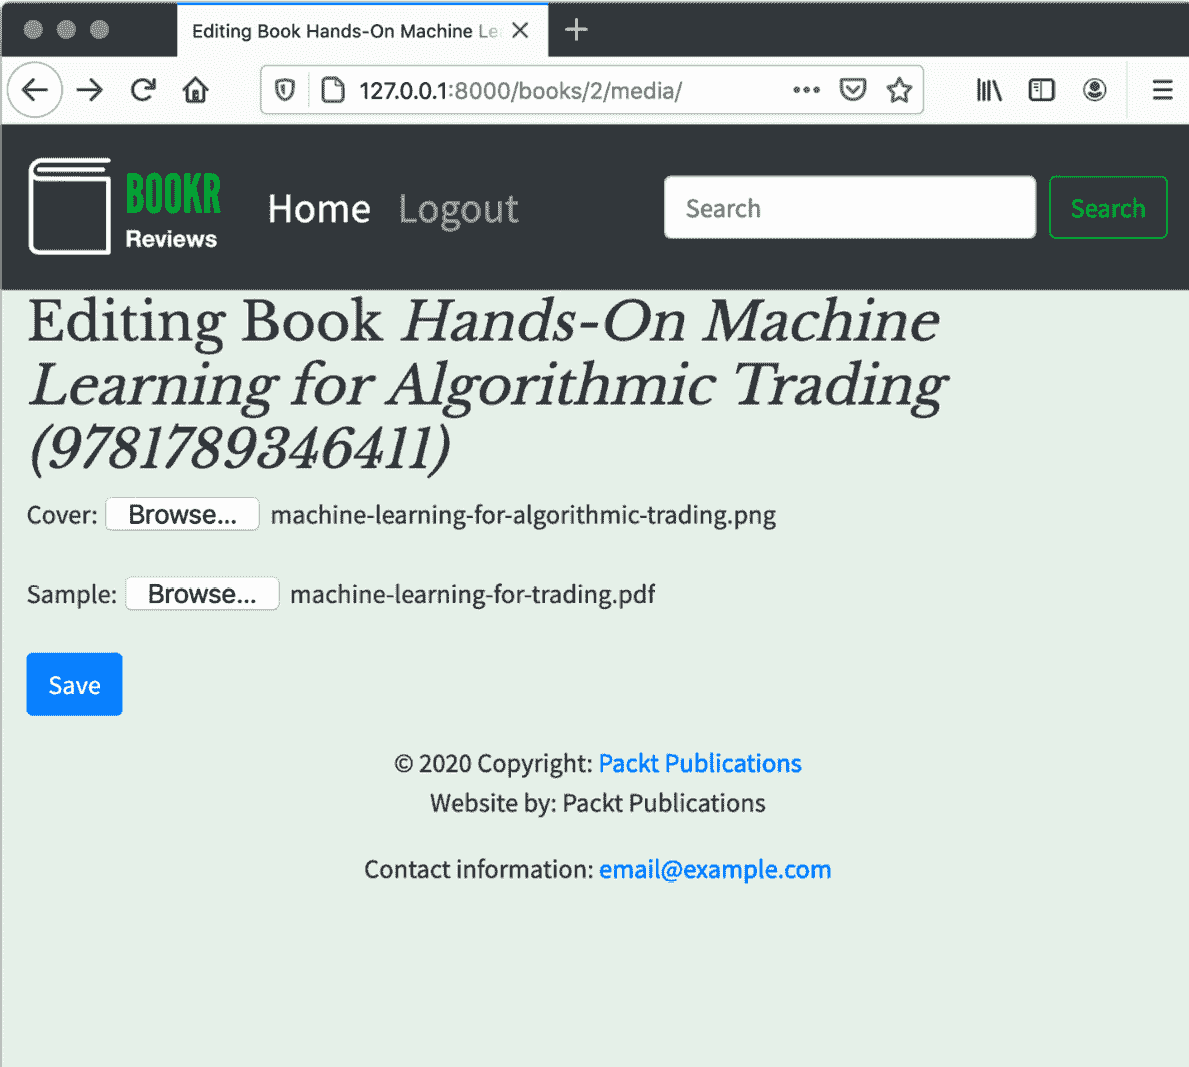 Editing Book Hands-On Machine Le
127.0.0.1:8000/books/2/media/
BOOKR
Reviews
Home Logout Search Search
Editing Book Hands-On Machine
Learning for Algorithmic Trading
(9781789346411)
Cover: Browse... machine-learning-for-algorithmic-trading.png
Sample: Browse... machine-learning-for-trading.pdf
Save
© 2020 Copyright: Packt Publications
Website by: Packt Publications
Contact information: email@example.com